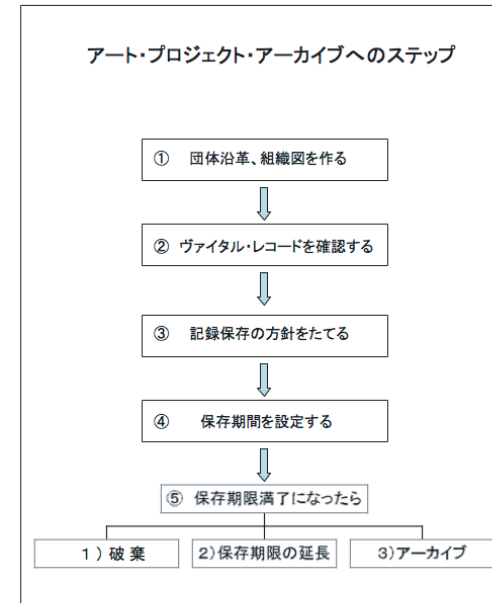 アート・プロジェクト・アーカイブへのステップ
① 団体沿革、組織図を作る
② ヴァイタル・レコードを確認する
③ 記録保存の方針をたてる
④ 保存期間を設定する
⑤ 保存期限満了になったら
1)破棄
2)保存期限の延長
3)アーカイブ